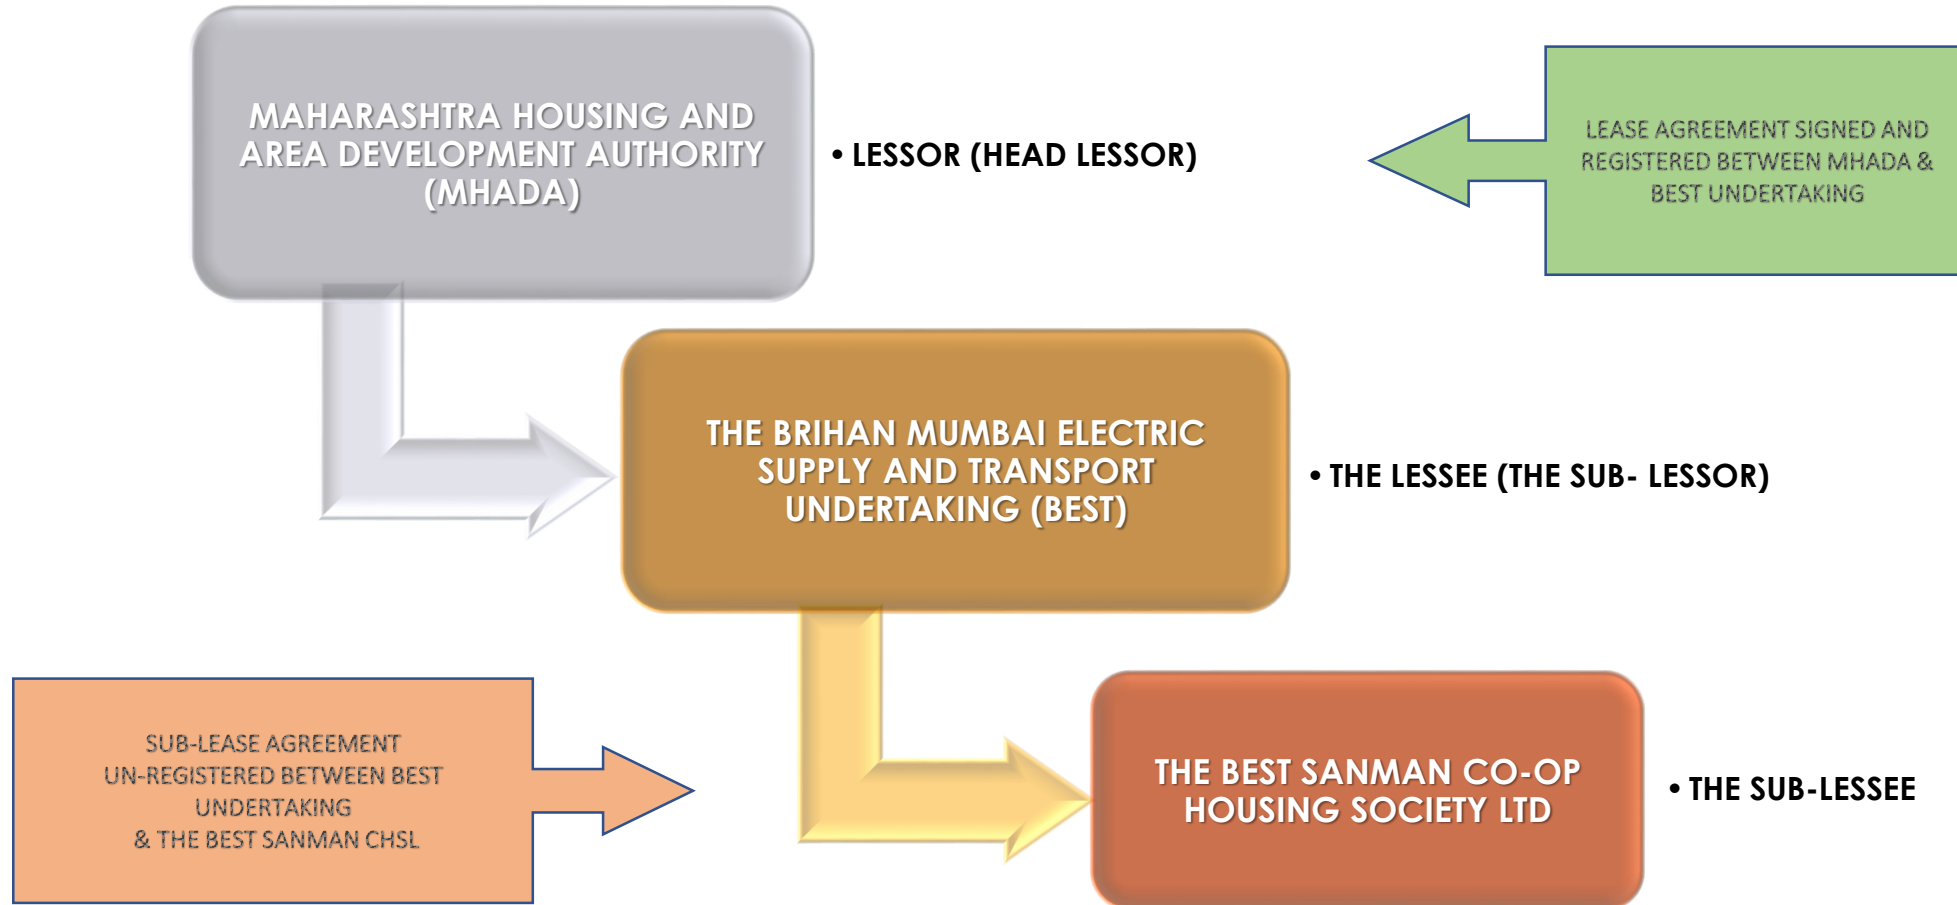 MAHARASHTRA HOUSING AND
AREA DEVELOPMENT AUTHORITY
(MHADA)
• LESSOR (HEAD LESSOR)
LEASE AGREEMENT SIGNED AND
REGISTERED BETWEEN MHADA &
BEST UNDERTAKING
THE BRIHAN MUMBAI ELECTRIC
SUPPLY AND TRANSPORT
UNDERTAKING (BEST)
• THE LESSEE (THE SUB- LESSOR)
SUB-LEASE AGREEMENT
UN-REGISTERED BETWEEN BEST
UNDERTAKING
& THE BEST SANMAN CHSL
THE BEST SANMAN CO-OP
HOUSING SOCIETY LTD
• THE SUB-LESSEE